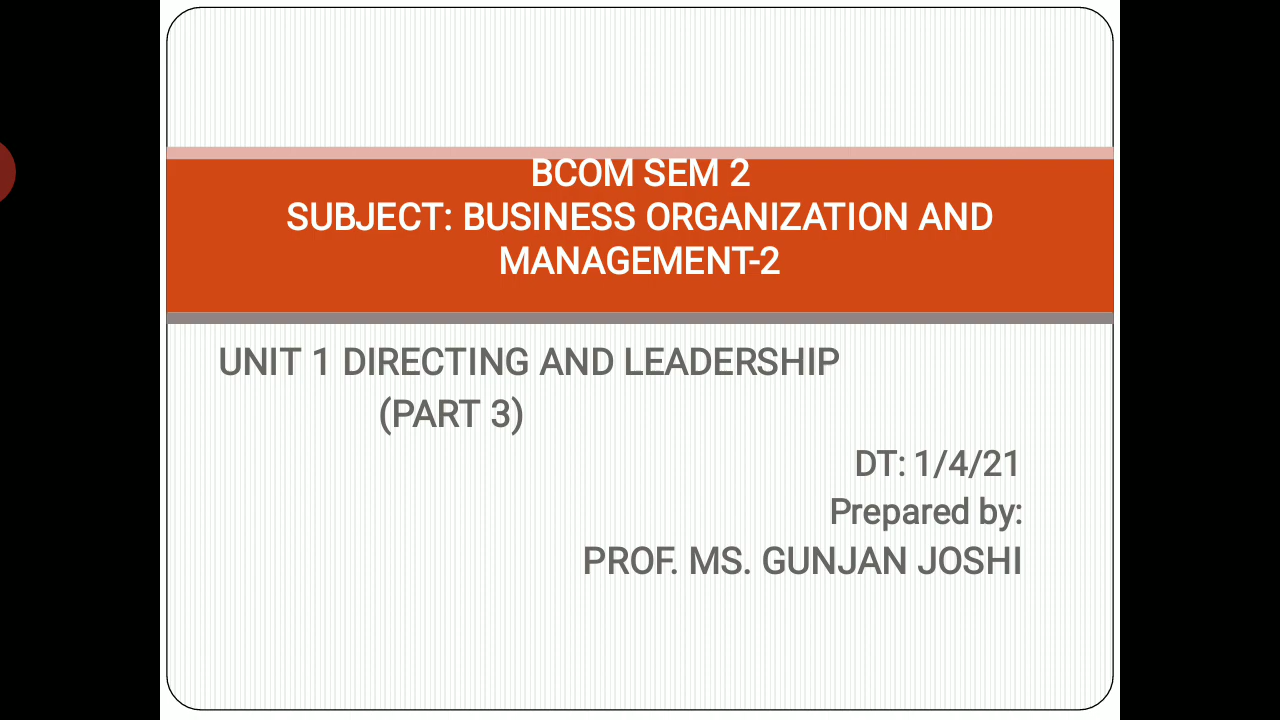 BCOM SEM 2
SUBJECT: BUSINESS ORGANIZATION AND
MANAGEMENT-2
UNIT 1 DIRECTING AND LEADERSHIP
(PART 3)
DT: 1/4/21
Prepared by:
PROF. MS. GUNJAN JOSHI